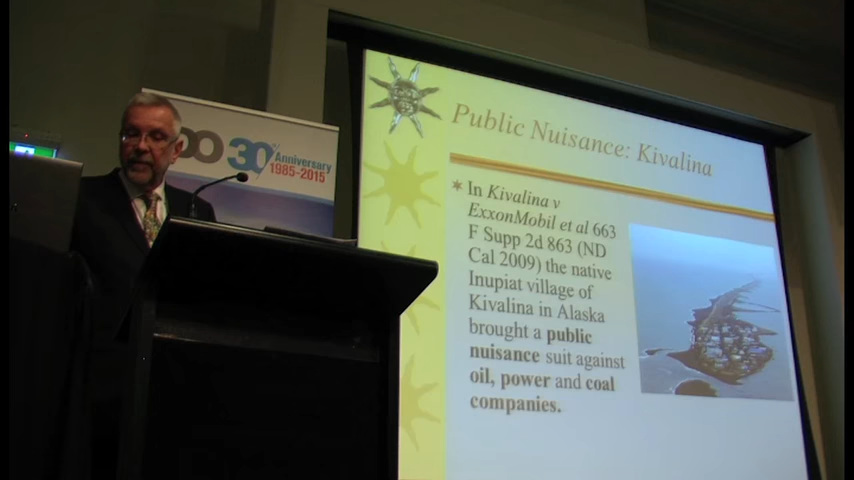 30
Anniversary
1985-2015
Public Nuisance: Kivalina
In Kivalina v
ExxonMobil et al 663
F Supp 2d 863 (ND
Cal 2009) the native
Inupiat village of
Kivalina in Alaska
brought a public
nuisance suit against
oil, power and coal
companies.